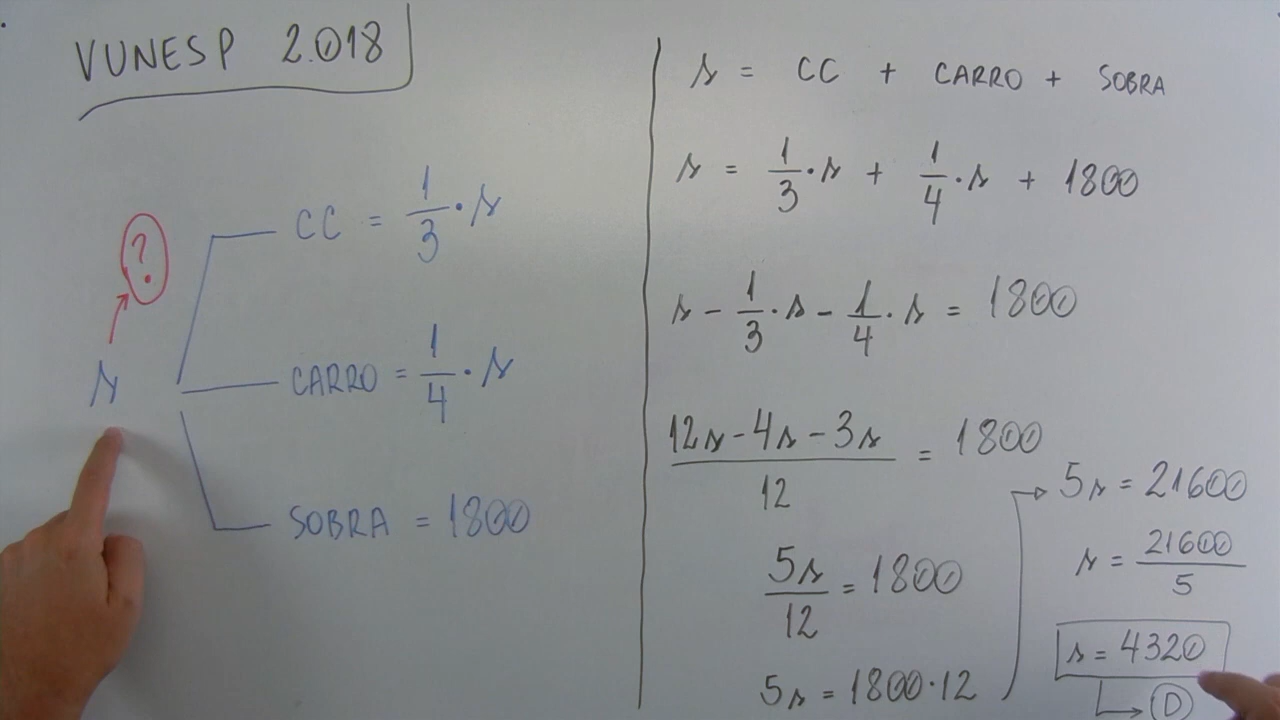 VUNESP 2.018
?
CC = 1/3 · s
s
CARRO = 1/4 · s
SOBRA = 1800
s = CC + CARRO + SOBRA
s = 1/3 · s + 1/4 · s + 1800
s - 1/3 · s - 1/4 · s = 1800
12s - 4s - 3s / 12 = 1800
5s/12 = 1800
5s = 1800 · 12
5s = 21600
s = 21600/5
s = 4320
D